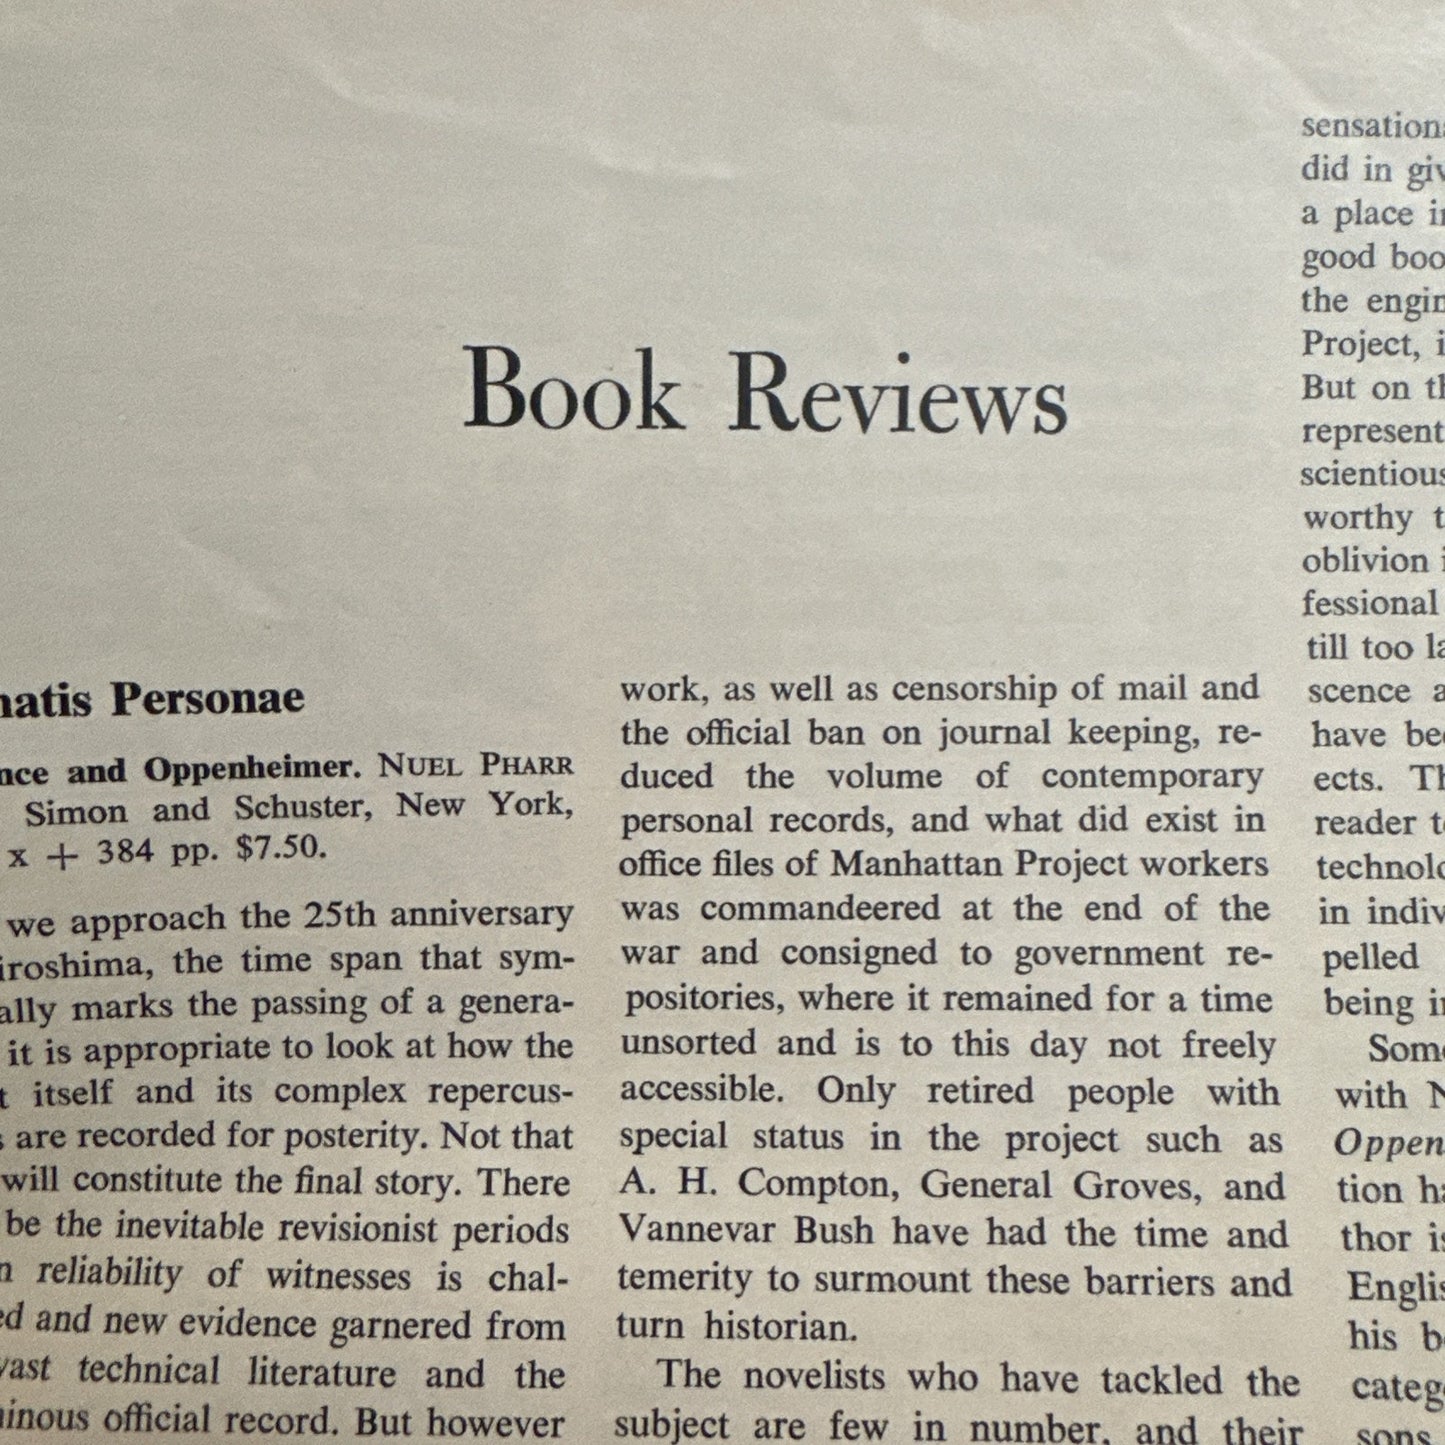 Book Reviews
Personae
and Oppenheimer. NUEL PHARR
Simon and Schuster, New York,
x + 384 pp. $7.50.
we approach the 25th anniversary
the time span that sym-
marks the passing of a genera-
it is appropriate to look at how the
itself and its complex repercus-
are recorded for posterity. Not that
will constitute the final story. There
be the inevitable revisionist periods
reliability of witnesses is chal-
and new evidence garnered from
technical literature and the
official record. But however
work, as well as censorship of mail and
the official ban on journal keeping, re-
duced the volume of contemporary
personal records, and what did exist in
office files of Manhattan Project workers
was commandeered at the end of the
war and consigned to government re-
positories, where it remained for a time
unsorted and is to this day not freely
accessible. Only retired people with
special status in the project such as
A. H. Compton, General Groves, and
Vannevar Bush have had the time and
temerity to surmount these barriers and
turn historian.
The novelists who have tackled the
subject are few in number, and their
did in
a place
good
the
Project,
But on
worthy
oblivion
fessional
till too
scence
have
ects.
reader
in
pelled
being
with
tion
thor
his
sons